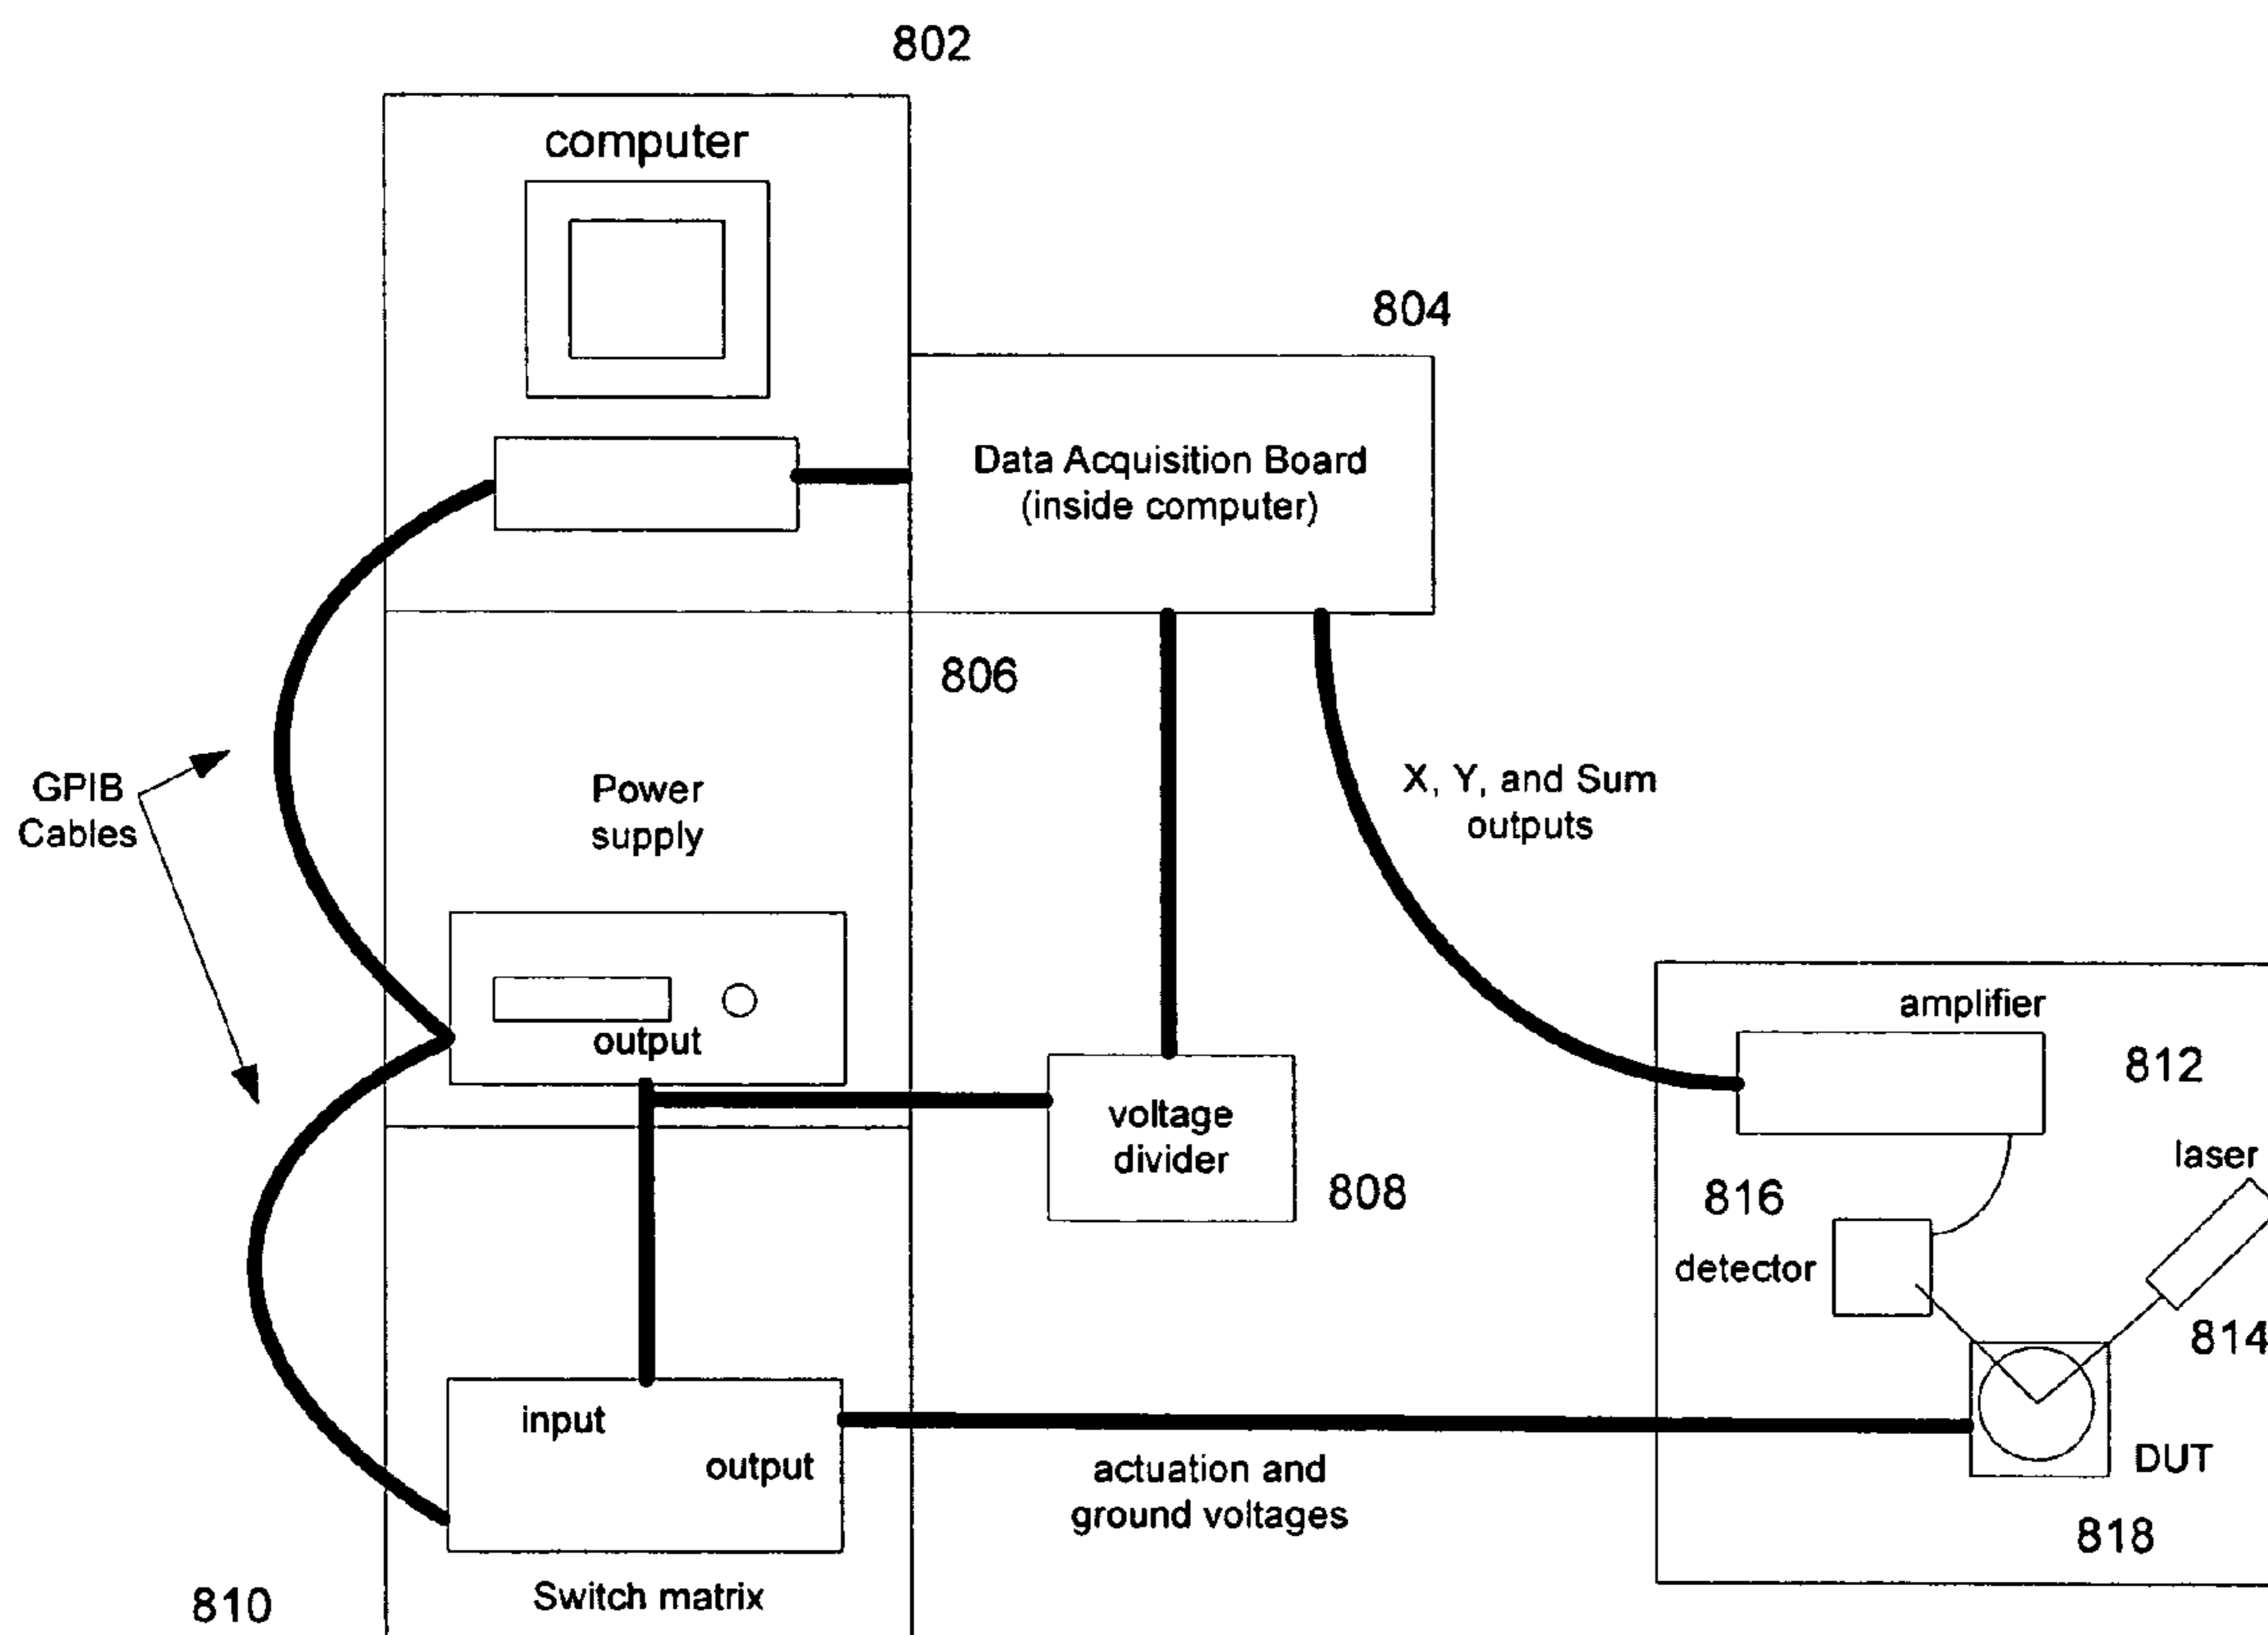 802
computer
804
Data Acquisition Board
(inside computer)
806
GPIB
Cables
Power
supply
X, Y, and Sum
outputs
output
amplifier
812
voltage
divider
808
laser
816
detector
814
input
output
actuation and
ground voltages
DUT
818
810
Switch matrix